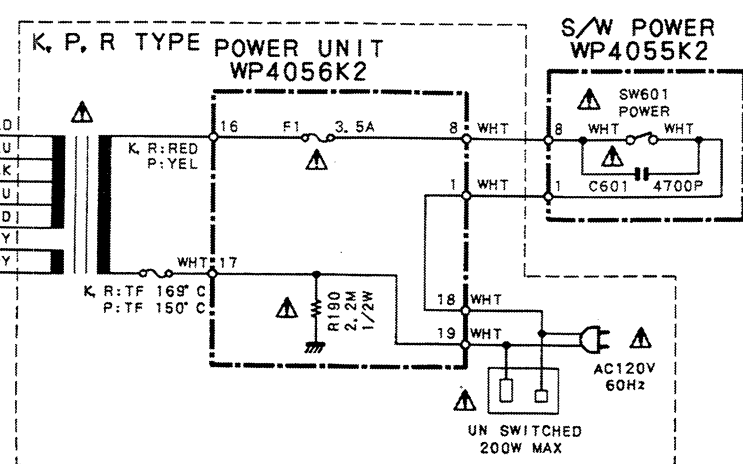 K, P, R TYPE
POWER UNIT
WP4056K2
S/W POWER
WP4055K2
SW601
POWER
D
U
K
U
D
Y
Y
16
F1
3.5A
8
WHT
8
WHT
WHT
K, R:RED
P:YEL
C601
4700P
1
WHT
1
WHT
17
K, R:TF 169°C
P:TF 150°C
R190
2.2M
1/2W
18
WHT
19
WHT
AC120V
60Hz
UN SWITCHED
200W MAX